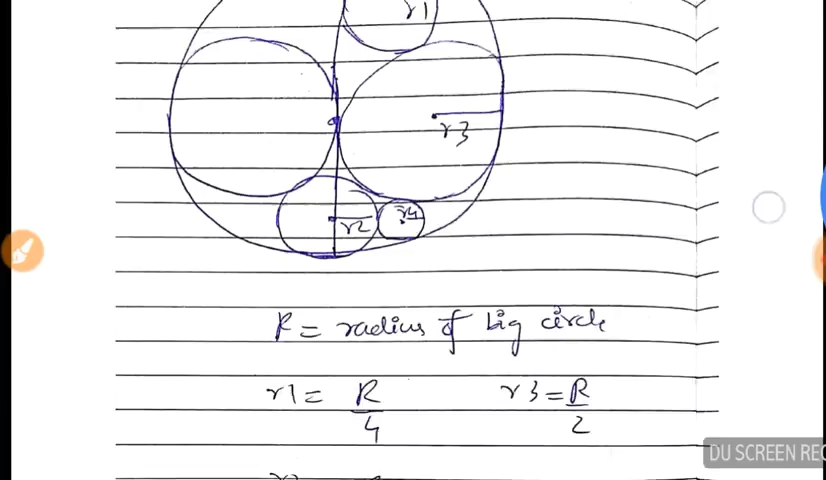 r1
r3
r2 r4
R = radius of big circle
r1 = R/4 r3 = R/2
DU SCREEN REC